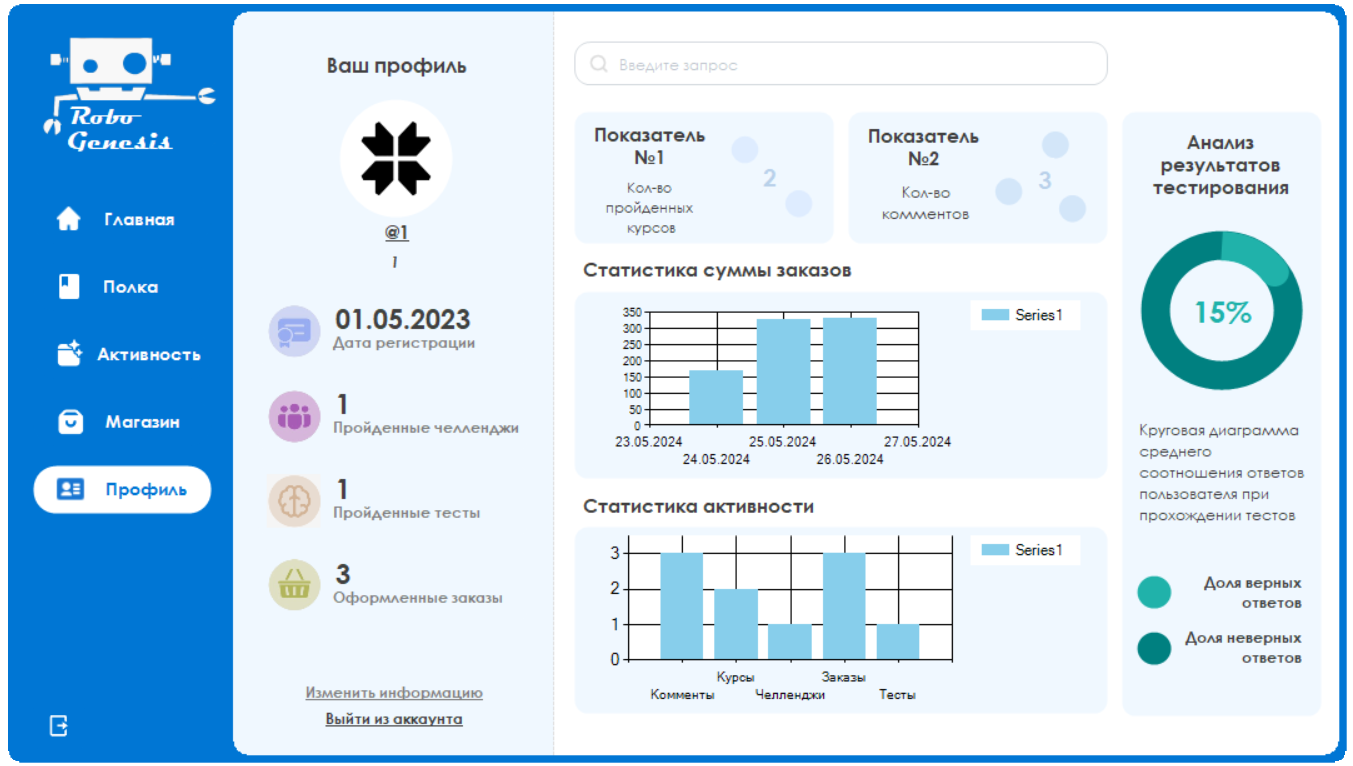 Robo
Genesis
Главная
Полка
Активность
Магазин
Профиль
Ваш профиль
@1
1
01.05.2023
Дата регистрации
1
Пройденные челленджи
1
Пройденные тесты
3
Оформленные заказы
Изменить информацию
Выйти из аккаунта
Введите запрос
Показатель
№1
Кол-во
пройденных
курсов
2
Показатель
№2
Кол-во
комментов
3
Статистика суммы заказов
350
300
250
200
150
100
50
0
23.05.2024
24.05.2024
25.05.2024
26.05.2024
27.05.2024
Series1
Статистика активности
3
2
1
0
Комменты
Курсы
Челленджи
Заказы
Тесты
Series1
Анализ
результатов
тестирования
15%
Круговая диаграмма
среднего
соотношения ответов
пользователя при
прохождении тестов
Доля верных
ответов
Доля неверных
ответов